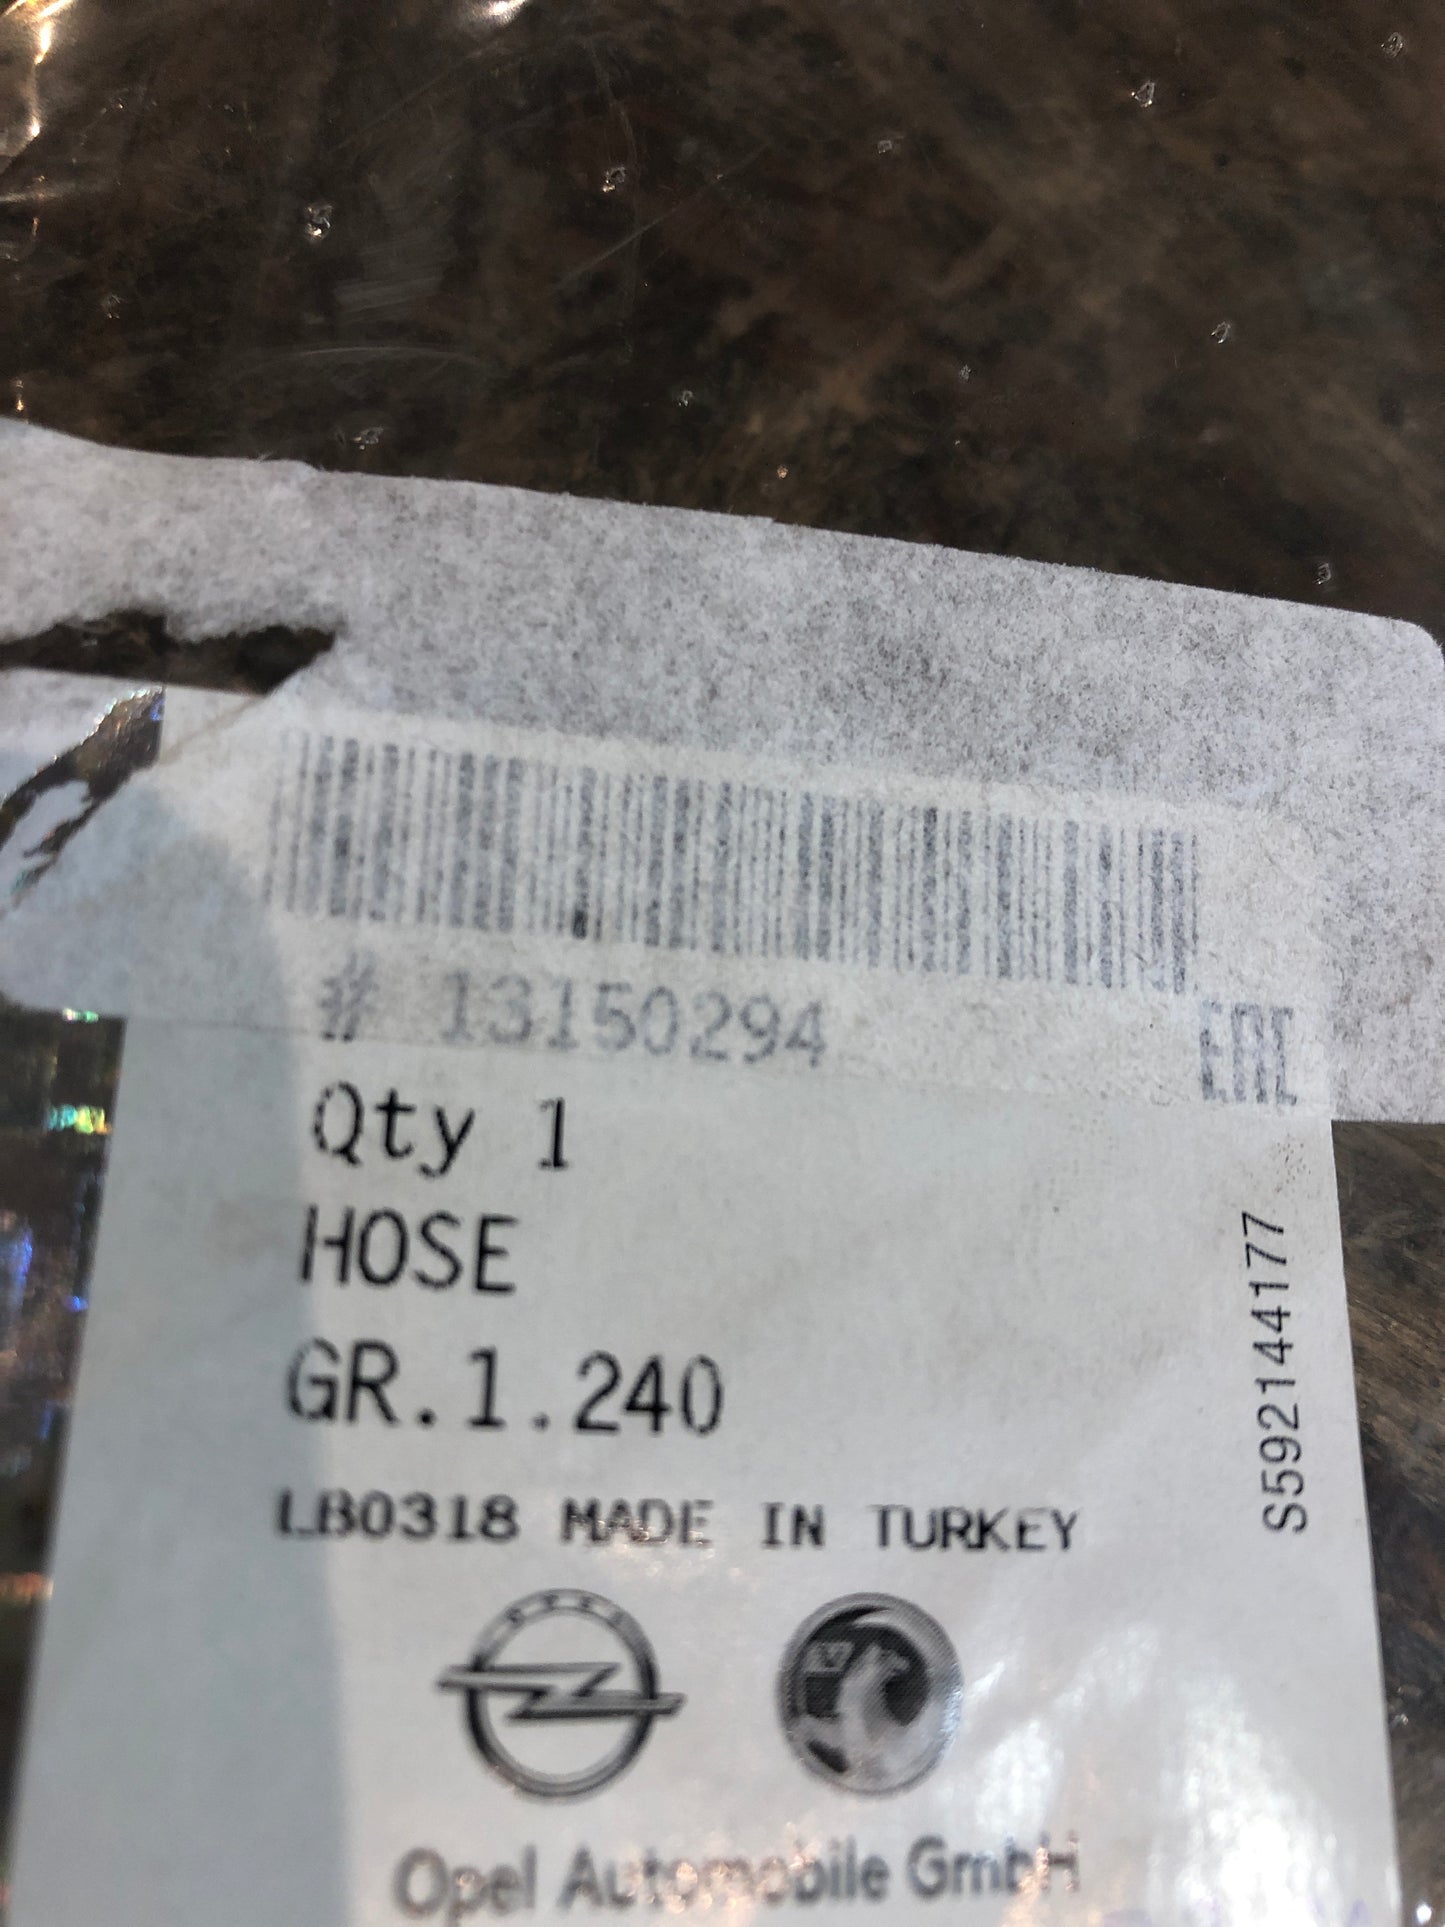 # 13150294
EAC
Qty 1
HOSE
GR.1.240
LB0318 MADE IN TURKEY
S592144177
Opel Automobile GmbH